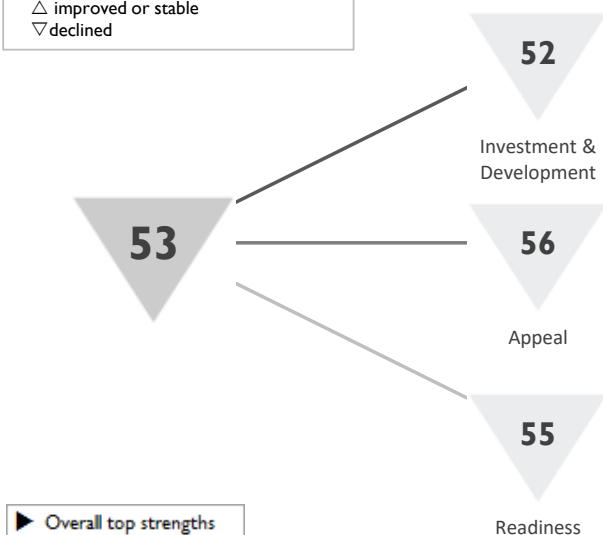 △ improved or stable
▽ declined
52
Investment &
Development
53
56
Appeal
55
Readiness
▶ Overall top strengths